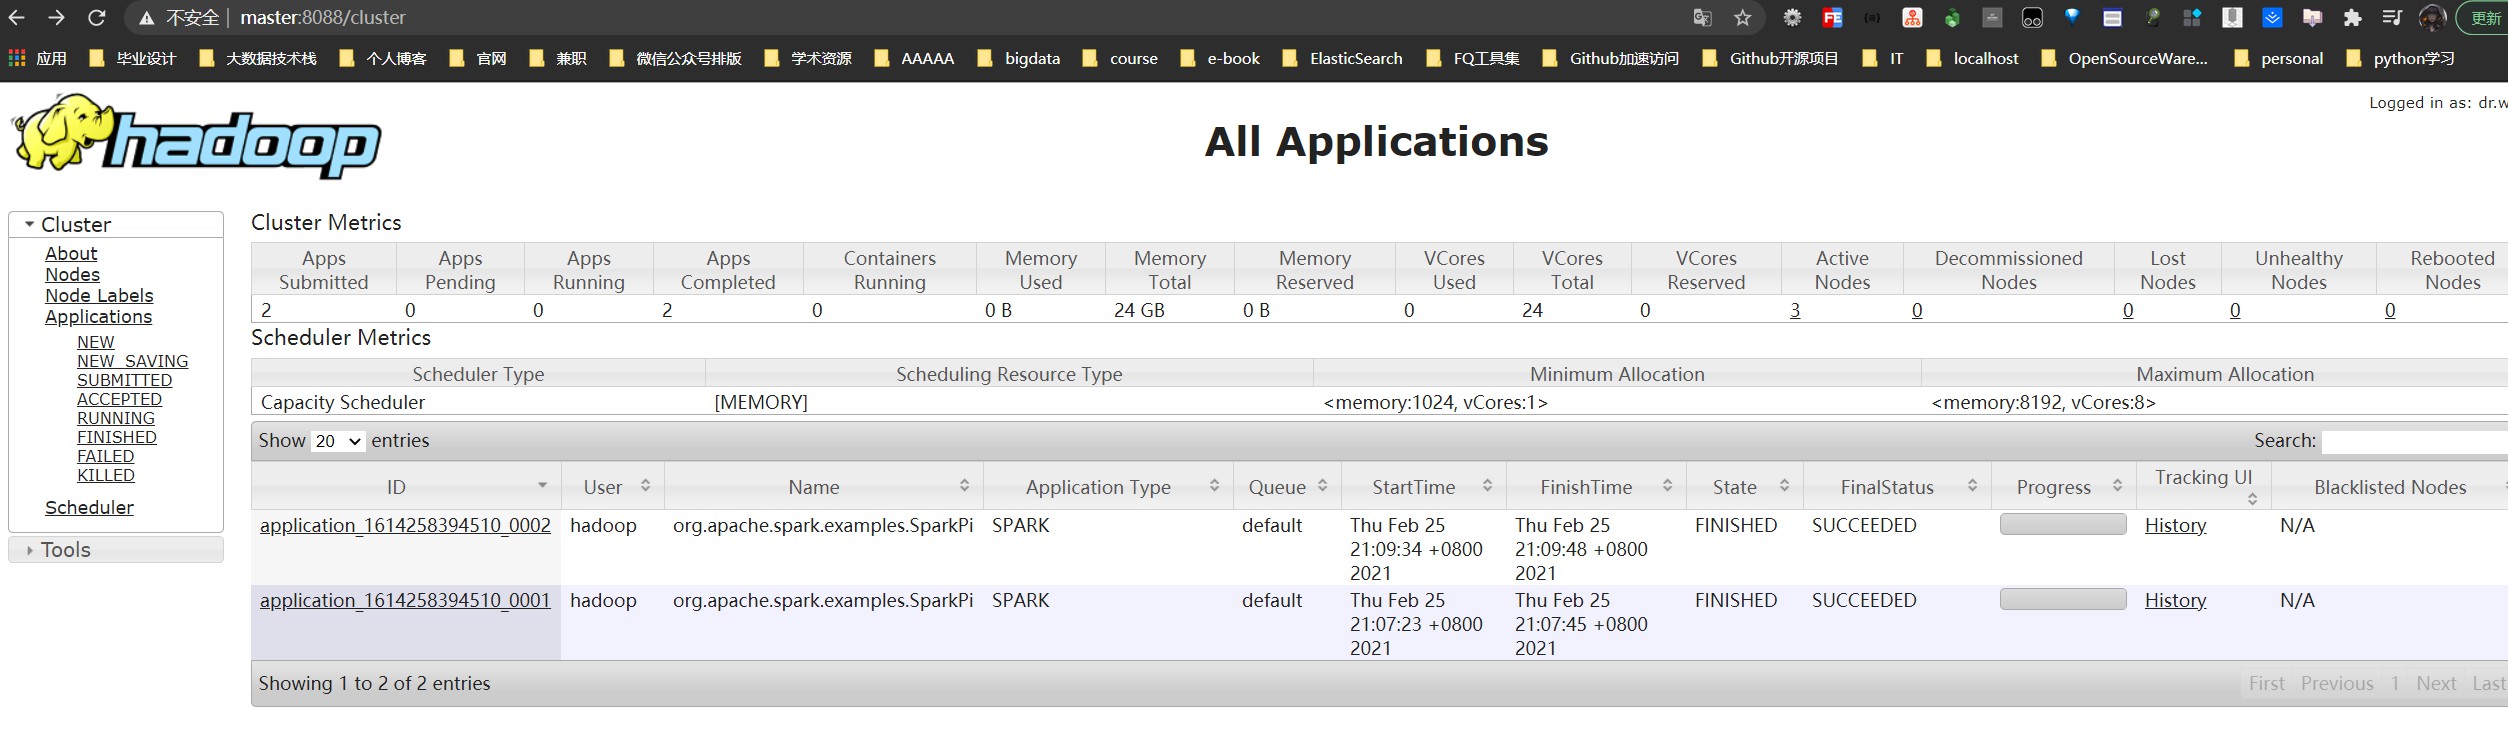 不安全 | master:8088/cluster
更新
应用 毕业设计 大数据技术栈 个人博客 官网 兼职 微信公众号排版 学术资源 AAAAA bigdata course e-book ElasticSearch FQ工具集 Github加速访问 Github开源项目 IT localhost OpenSourceWare... personal python学习
hadoop
Logged in as: dr.w
All Applications
Cluster
About
Nodes
Node Labels
Applications
NEW
NEW_SAVING
SUBMITTED
ACCEPTED
RUNNING
FINISHED
FAILED
KILLED
Scheduler
Tools
Cluster Metrics
Apps Submitted Apps Pending Apps Running Apps Completed Containers Running Memory Used Memory Total Memory Reserved VCores Used VCores Total VCores Reserved Active Nodes Decommissioned Nodes Lost Nodes Unhealthy Nodes Rebooted Nodes
2 0 0 2 0 0 B 24 GB 0 B 0 24 0 3 0 0 0 0
Scheduler Metrics
Scheduler Type Scheduling Resource Type Minimum Allocation Maximum Allocation
Capacity Scheduler [MEMORY] <memory:1024, vCores:1> <memory:8192, vCores:8>
Show 20 entries Search:
ID User Name Application Type Queue StartTime FinishTime State FinalStatus Progress Tracking UI Blacklisted Nodes
application_1614258394510_0002 hadoop org.apache.spark.examples.SparkPi SPARK default Thu Feb 25 21:09:34 +0800 2021 Thu Feb 25 21:09:48 +0800 2021 FINISHED SUCCEEDED History N/A
application_1614258394510_0001 hadoop org.apache.spark.examples.SparkPi SPARK default Thu Feb 25 21:07:23 +0800 2021 Thu Feb 25 21:07:45 +0800 2021 FINISHED SUCCEEDED History N/A
Showing 1 to 2 of 2 entries First Previous 1 Next Last